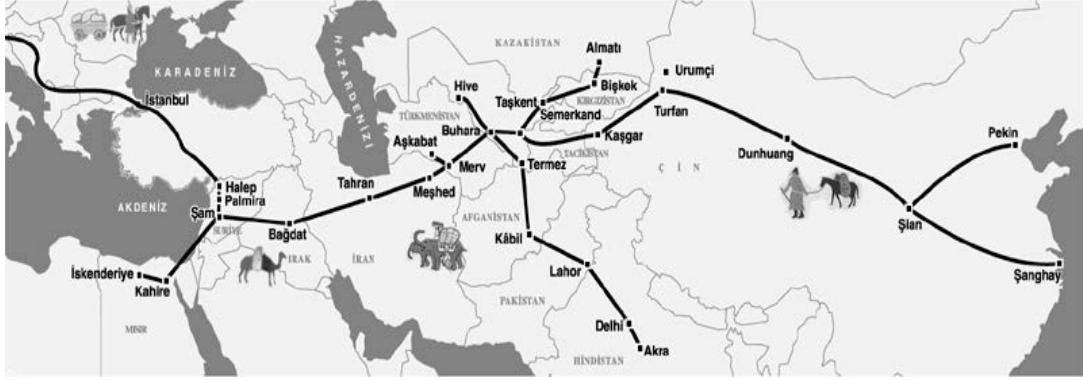 KARADENİZ
İstanbul
HAZARDENİZİ
KAZAKİSTAN
Almatı
Urumçi
Hive
Bişkek
TÜRKMENİSTAN
Taşkent
KIRGIZİSTAN
Semerkand
Turfan
Buhara
Kaşgar
Aşkabat
Pekin
Dunhuang
TACİKİSTAN
Merv
Termez
ÇİN
Tahran
Meşhed
Halep
Palmira
AKDENİZ
Şam
AFGANİSTAN
Şian
SURİYE
Bağdat
Kâbil
IRAK
İRAN
Lahor
İskenderiye
Şanghay
Kahire
PAKİSTAN
MISIR
Delhi
Akra
HİNDİSTAN